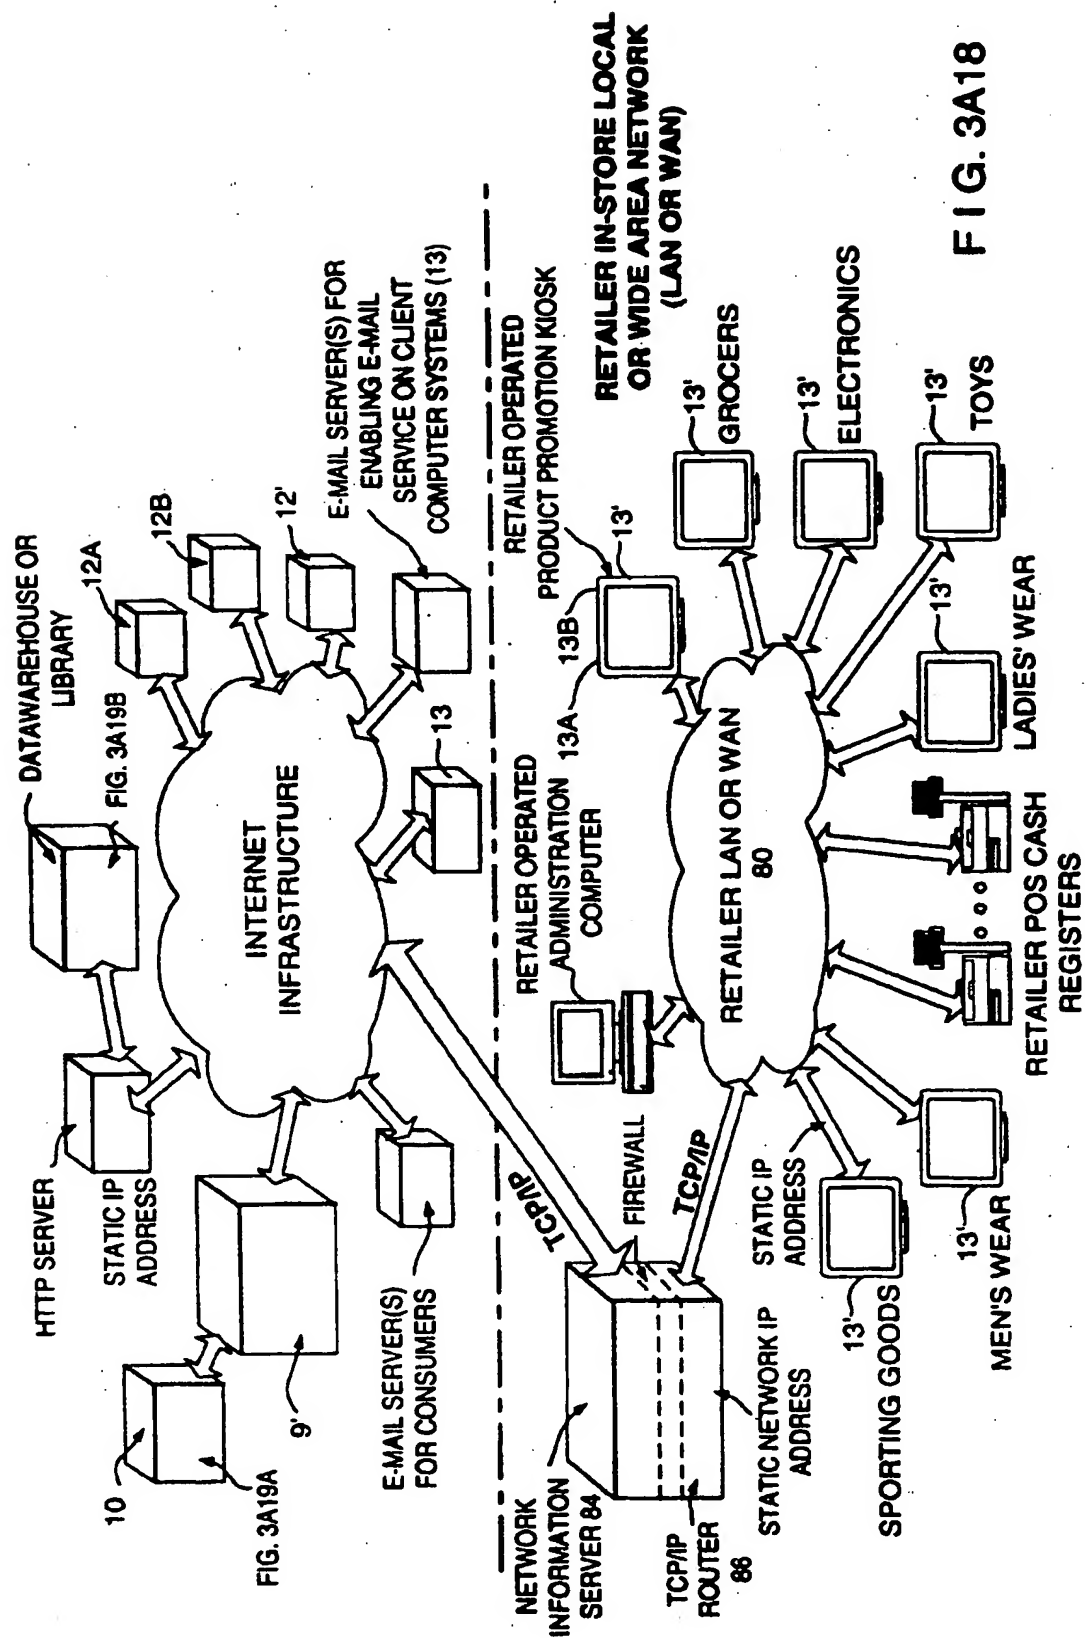 DATAWAREHOUSE OR
LIBRARY
FIG. 3A19B
12A
12B
12'
E-MAIL SERVER(S) FOR
ENABLING E-MAIL
SERVICE ON CLIENT
COMPUTER SYSTEMS (13)
HTTP SERVER
STATIC IP
ADDRESS
10
FIG. 3A19A
9'
INTERNET
INFRASTRUCTURE
13
E-MAIL SERVER(S)
FOR CONSUMERS
TCP/IP
NETWORK
INFORMATION
SERVER 84
FIREWALL
TCP/IP
TCP/IP
ROUTER
86
STATIC NETWORK IP
ADDRESS
RETAILER OPERATED
ADMINISTRATION
COMPUTER
RETAILER OPERATED
PRODUCT PROMOTION KIOSK
13A
13B
13'
RETAILER IN-STORE LOCAL
OR WIDE AREA NETWORK
(LAN OR WAN)
RETAILER LAN OR WAN
80
13'
GROCERS
13'
ELECTRONICS
13'
TOYS
13'
LADIES' WEAR
RETAILER POS CASH
REGISTERS
STATIC IP
ADDRESS
13'
SPORTING GOODS
13'
MEN'S WEAR
FIG. 3A18